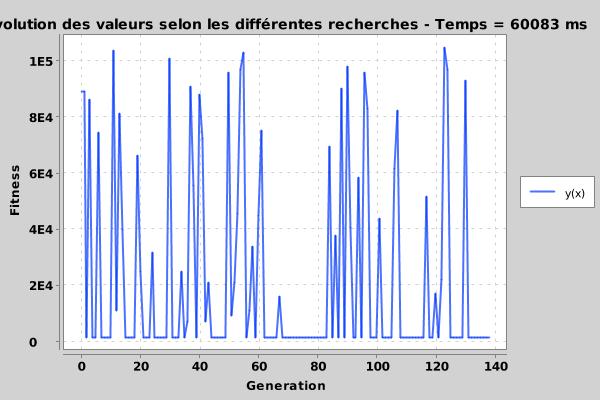 volution des valeurs selon les différentes recherches - Temps = 60083 ms
1E5
8E4
6E4
4E4
2E4
0
Fitness
0 20 40 60 80 100 120 140
Generation
y(x)